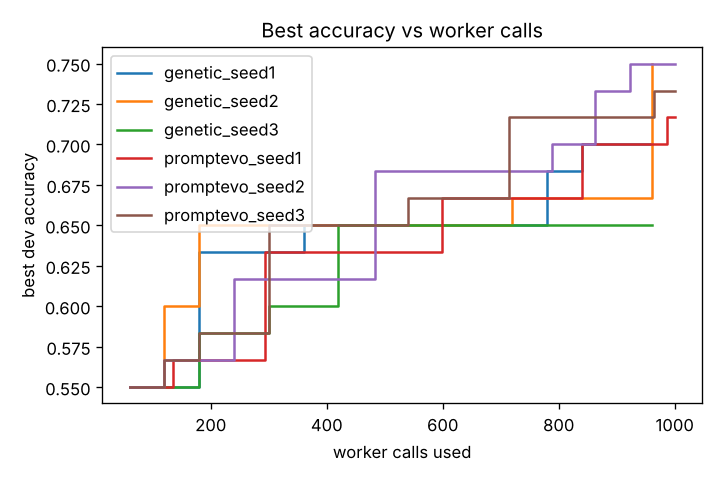 Best accuracy vs worker calls
genetic_seed1
genetic_seed2
genetic_seed3
promptevo_seed1
promptevo_seed2
promptevo_seed3
best dev accuracy
0.750
0.725
0.700
0.675
0.650
0.625
0.600
0.575
0.550
200 400 600 800 1000
worker calls used